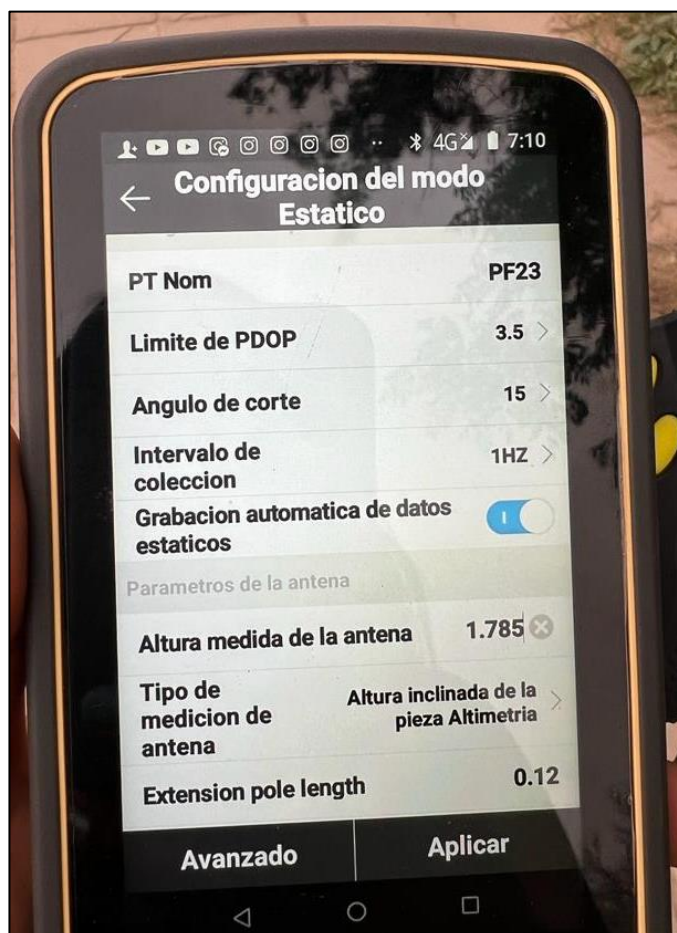 4G 7:10
Configuracion del modo
Estatico
PT Nom PF23
Limite de PDOP 3.5
Angulo de corte 15
Intervalo de
coleccion 1HZ
Grabacion automatica de datos
estaticos
Parametros de la antena
Altura medida de la antena 1.785
Tipo de
medicion de
antena
Altura inclinada de la
pieza Altimetria
Extension pole length 0.12
Avanzado Aplicar